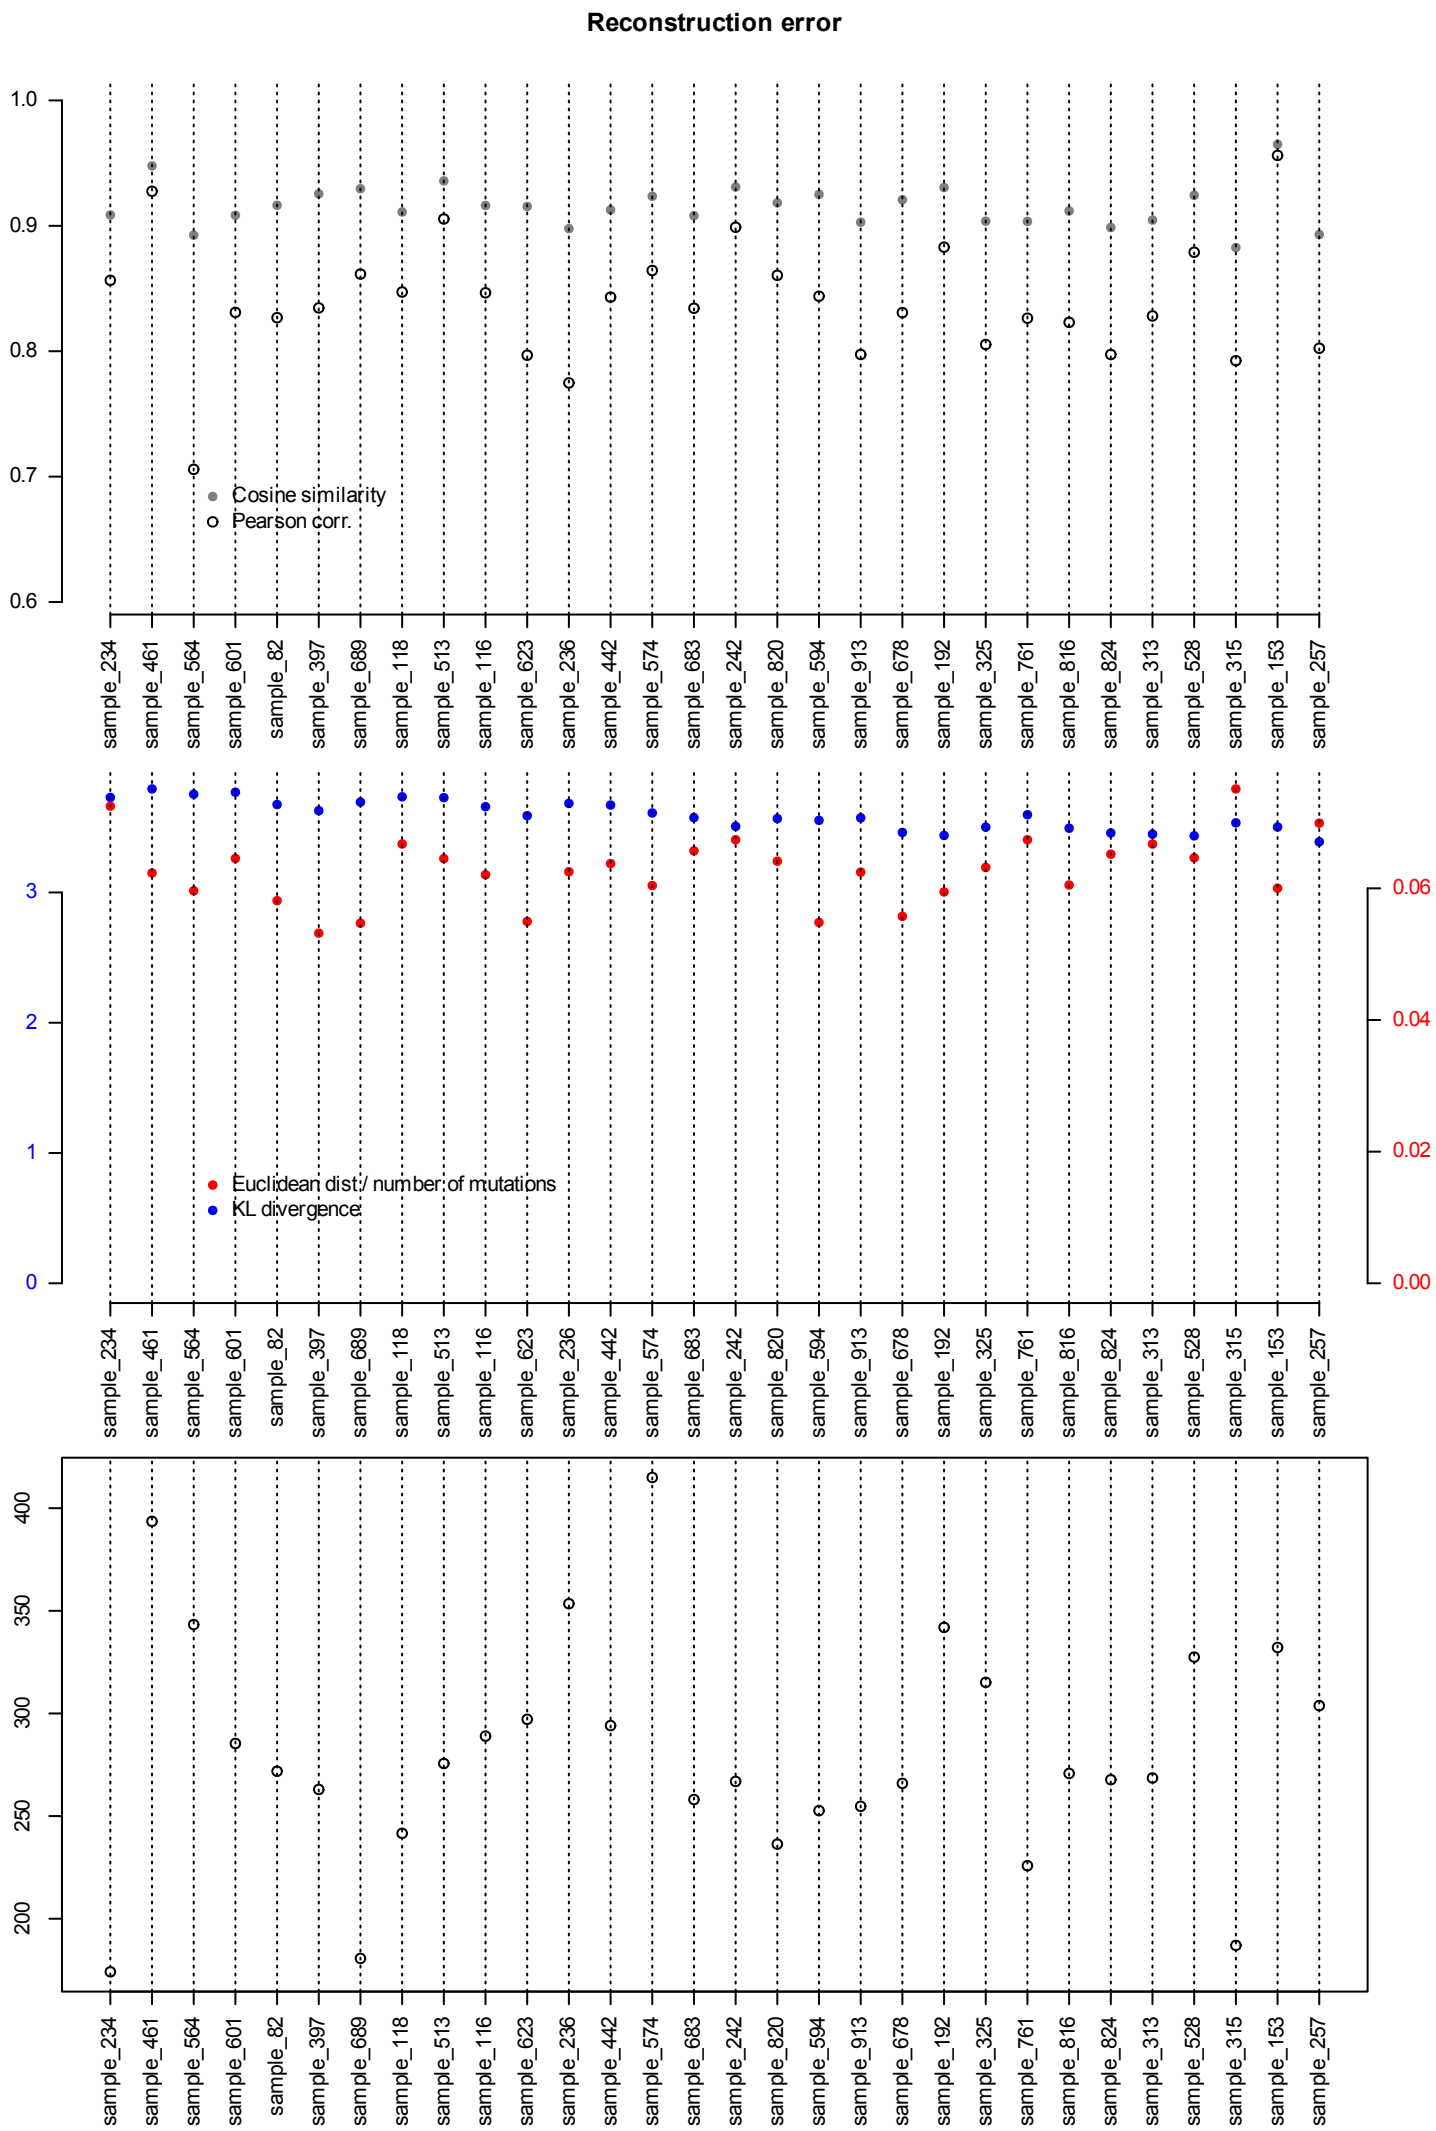 Reconstruction error
1.0
0.9
0.8
0.7
0.6
Cosine similarity
Pearson corr.
sample_234
sample_461
sample_564
sample_601
sample_82
sample_397
sample_689
sample_118
sample_513
sample_116
sample_623
sample_236
sample_442
sample_574
sample_683
sample_242
sample_820
sample_594
sample_913
sample_678
sample_192
sample_325
sample_761
sample_816
sample_824
sample_313
sample_528
sample_315
sample_153
sample_257
3
2
1
0
0.06
0.04
0.02
0.00
Euclidean dist./ number of mutations
KL divergence
sample_234
sample_461
sample_564
sample_601
sample_82
sample_397
sample_689
sample_118
sample_513
sample_116
sample_623
sample_236
sample_442
sample_574
sample_683
sample_242
sample_820
sample_594
sample_913
sample_678
sample_192
sample_325
sample_761
sample_816
sample_824
sample_313
sample_528
sample_315
sample_153
sample_257
400
350
300
250
200
sample_234
sample_461
sample_564
sample_601
sample_82
sample_397
sample_689
sample_118
sample_513
sample_116
sample_623
sample_236
sample_442
sample_574
sample_683
sample_242
sample_820
sample_594
sample_913
sample_678
sample_192
sample_325
sample_761
sample_816
sample_824
sample_313
sample_528
sample_315
sample_153
sample_257